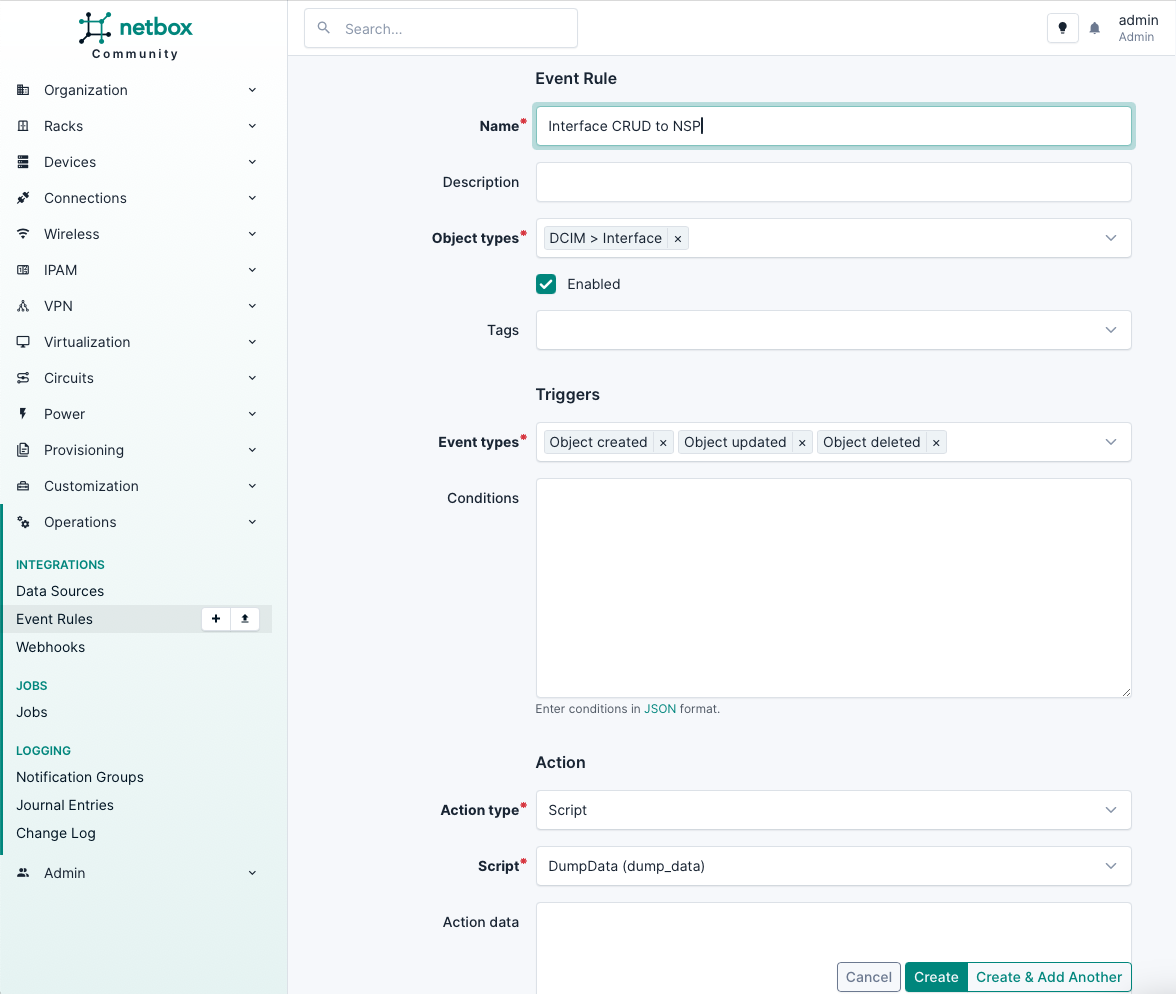 netbox
Community
Search...
admin
Admin
Organization
Racks
Devices
Connections
Wireless
IPAM
VPN
Virtualization
Circuits
Power
Provisioning
Customization
Operations
INTEGRATIONS
Data Sources
Event Rules
Webhooks
JOBS
Jobs
LOGGING
Notification Groups
Journal Entries
Change Log
Admin
Event Rule
Name* Interface CRUD to NSP
Description
Object types* DCIM > Interface ×
Enabled
Tags
Triggers
Event types* Object created × Object updated × Object deleted ×
Conditions
Enter conditions in JSON format.
Action
Action type* Script
Script* DumpData (dump_data)
Action data
Cancel Create Create & Add Another